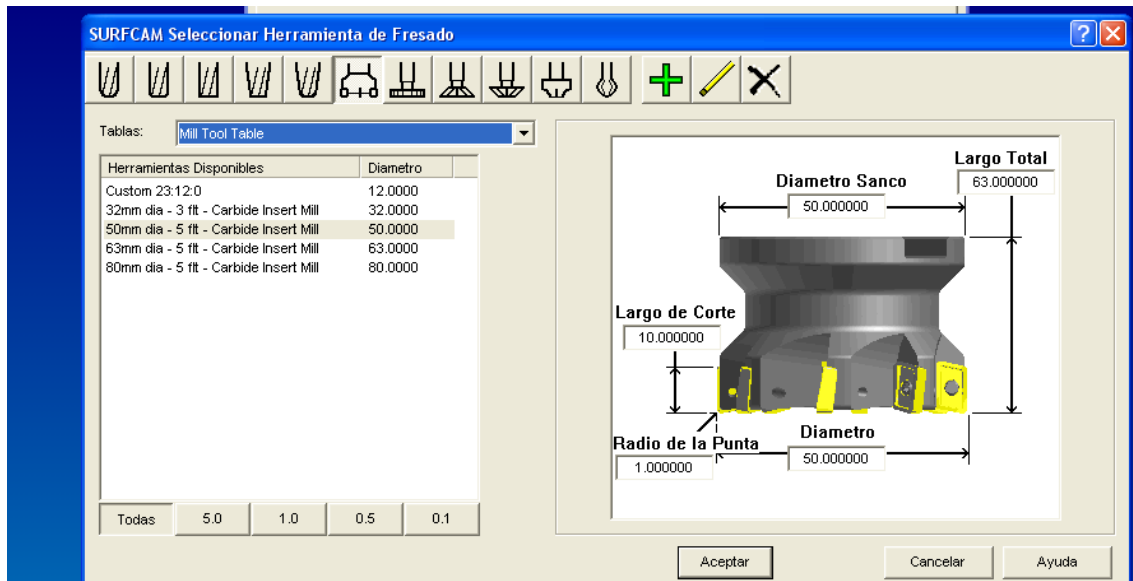 SURFCAM Seleccionar Herramienta de Fresado
Tablas: Mill Tool Table
Herramientas Disponibles Diametro
Custom 23:12:0 12.0000
32mm dia - 3 flt - Carbide Insert Mill 32.0000
50mm dia - 5 flt - Carbide Insert Mill 50.0000
63mm dia - 5 flt - Carbide Insert Mill 63.0000
80mm dia - 5 flt - Carbide Insert Mill 80.0000
Todas 5.0 1.0 0.5 0.1
Largo Total
63.000000
Diametro Sanco
50.000000
Largo de Corte
10.000000
Radio de la Punta
1.000000
Diametro
50.000000
Aceptar Cancelar Ayuda